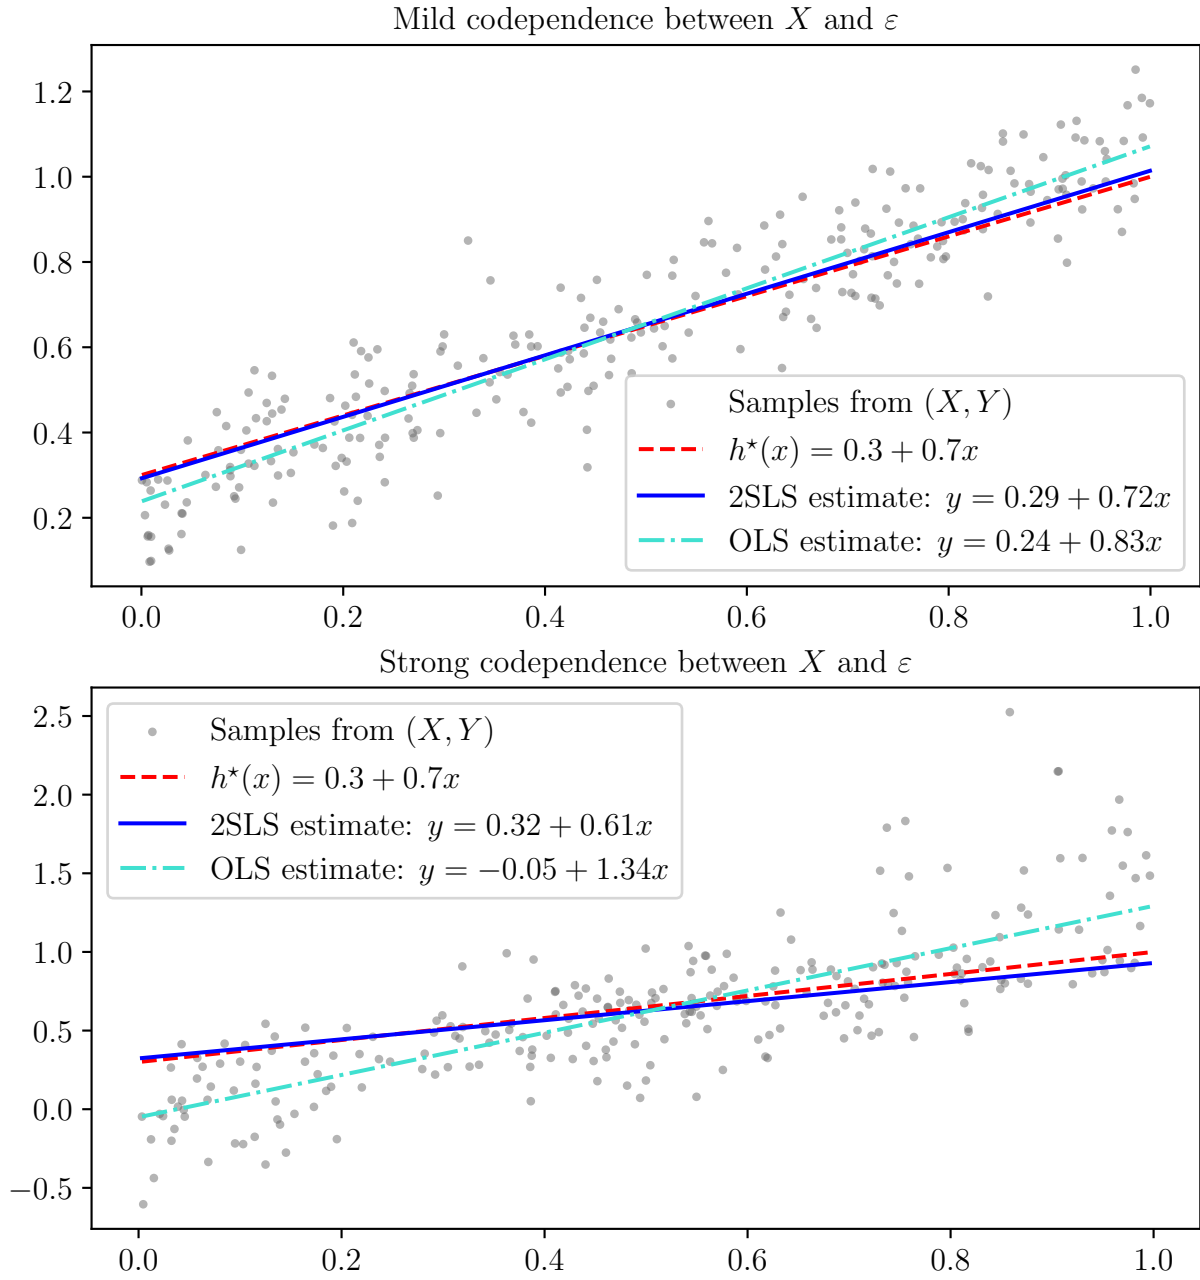 Mild codependence between X and ε
1.2
1.0
0.8
0.6
0.4
0.2
Samples from (X, Y)
h⋆(x) = 0.3 + 0.7x
2SLS estimate: y = 0.29 + 0.72x
OLS estimate: y = 0.24 + 0.83x
0.0 0.2 0.4 0.6 0.8 1.0
Strong codependence between X and ε
2.5
2.0
1.5
1.0
0.5
0.0
−0.5
Samples from (X, Y)
h⋆(x) = 0.3 + 0.7x
2SLS estimate: y = 0.32 + 0.61x
OLS estimate: y = −0.05 + 1.34x
0.0 0.2 0.4 0.6 0.8 1.0